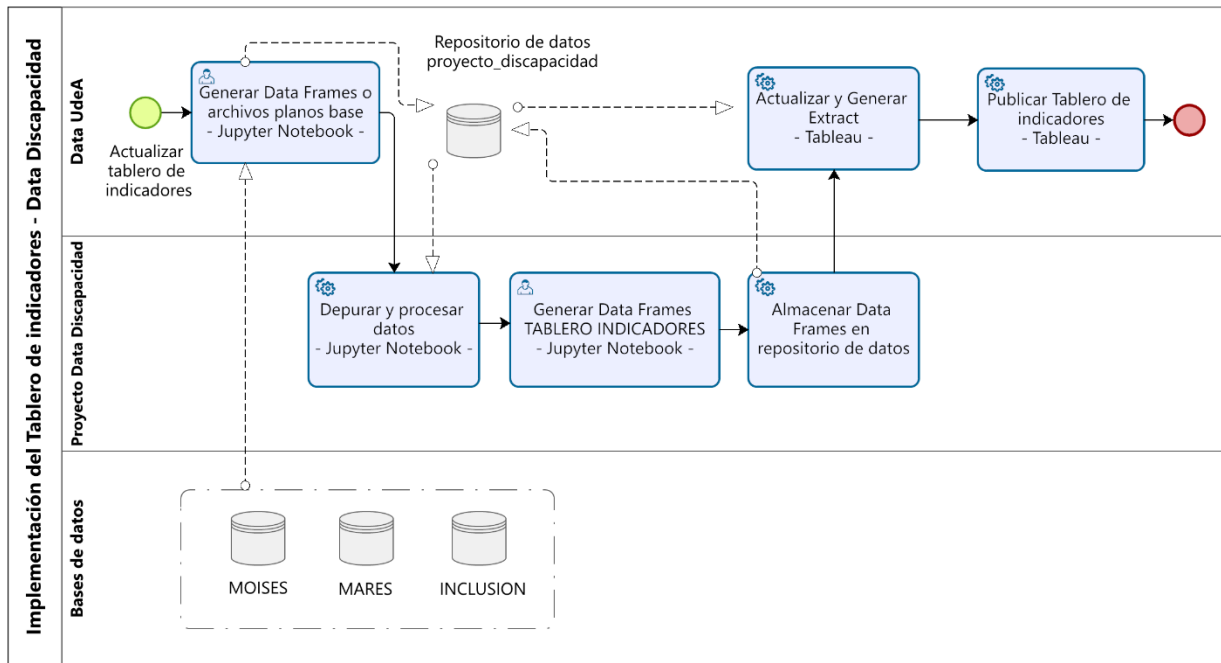 Implementación del Tablero de indicadores - Data Discapacidad
Data UdeA
Actualizar
tablero de
indicadores
Generar Data Frames o
archivos planos base
- Jupyter Notebook -
Repositorio de datos
proyecto_discapacidad
Actualizar y Generar
Extract
- Tableau -
Publicar Tablero de
indicadores
- Tableau -
Proyecto Data Discapacidad
Depurar y procesar
datos
- Jupyter Notebook -
Generar Data Frames
TABLERO INDICADORES
- Jupyter Notebook -
Almacenar Data
Frames en
repositorio de datos
Bases de datos
MOISES
MARES
INCLUSION